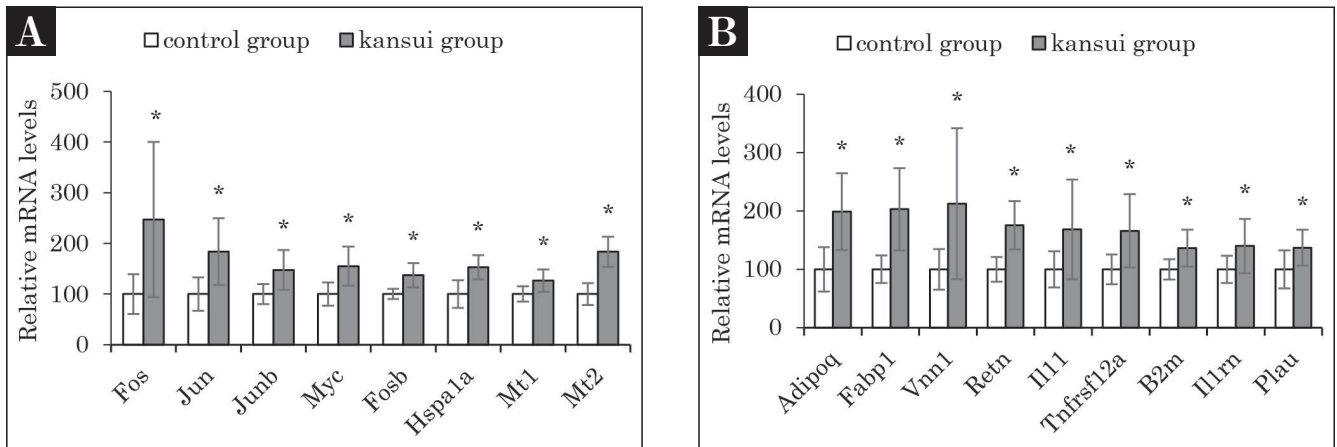 A
control group kansui group
Relative mRNA levels
500
400
300
200
100
0
* * * * * * * *
Fos Jun Junb Myc Fosb Hspa1a Mt1 Mt2
B
control group kansui group
Relative mRNA levels
400
300
200
100
0
* * * * * * * * *
Adipoq Fabp1 Vnn1 Retn Il11 Tnfrsf12a B2m Il1rn Plau